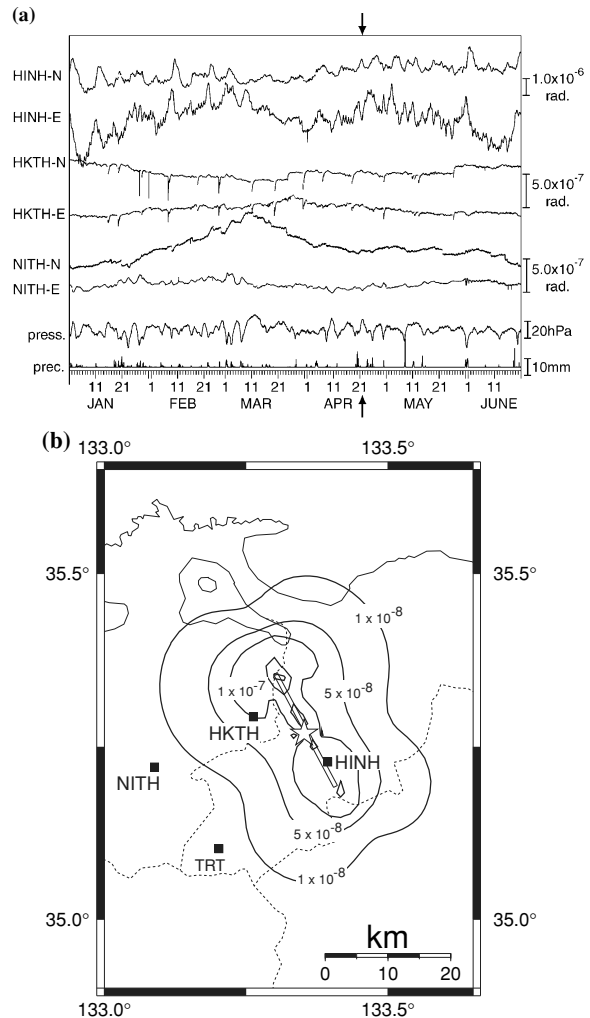 (a)
HINH-N
1.0x10⁻⁶
rad.
HINH-E
HKTH-N
5.0x10⁻⁷
rad.
HKTH-E
NITH-N
5.0x10⁻⁷
rad.
NITH-E
press.
20hPa
prec.
10mm
11 21 1 11 21 1 11 21 1 11 21 1 11 21 1 11
JAN FEB MAR APR MAY JUNE
(b)
133.0° 133.5°
35.5° 35.5°
1 x 10⁻⁸
1 x 10⁻⁷ 5 x 10⁻⁸
HKTH
HINH
NITH
5 x 10⁻⁸
TRT
1 x 10⁻⁸
35.0° 35.0°
km
0 10 20
133.0° 133.5°